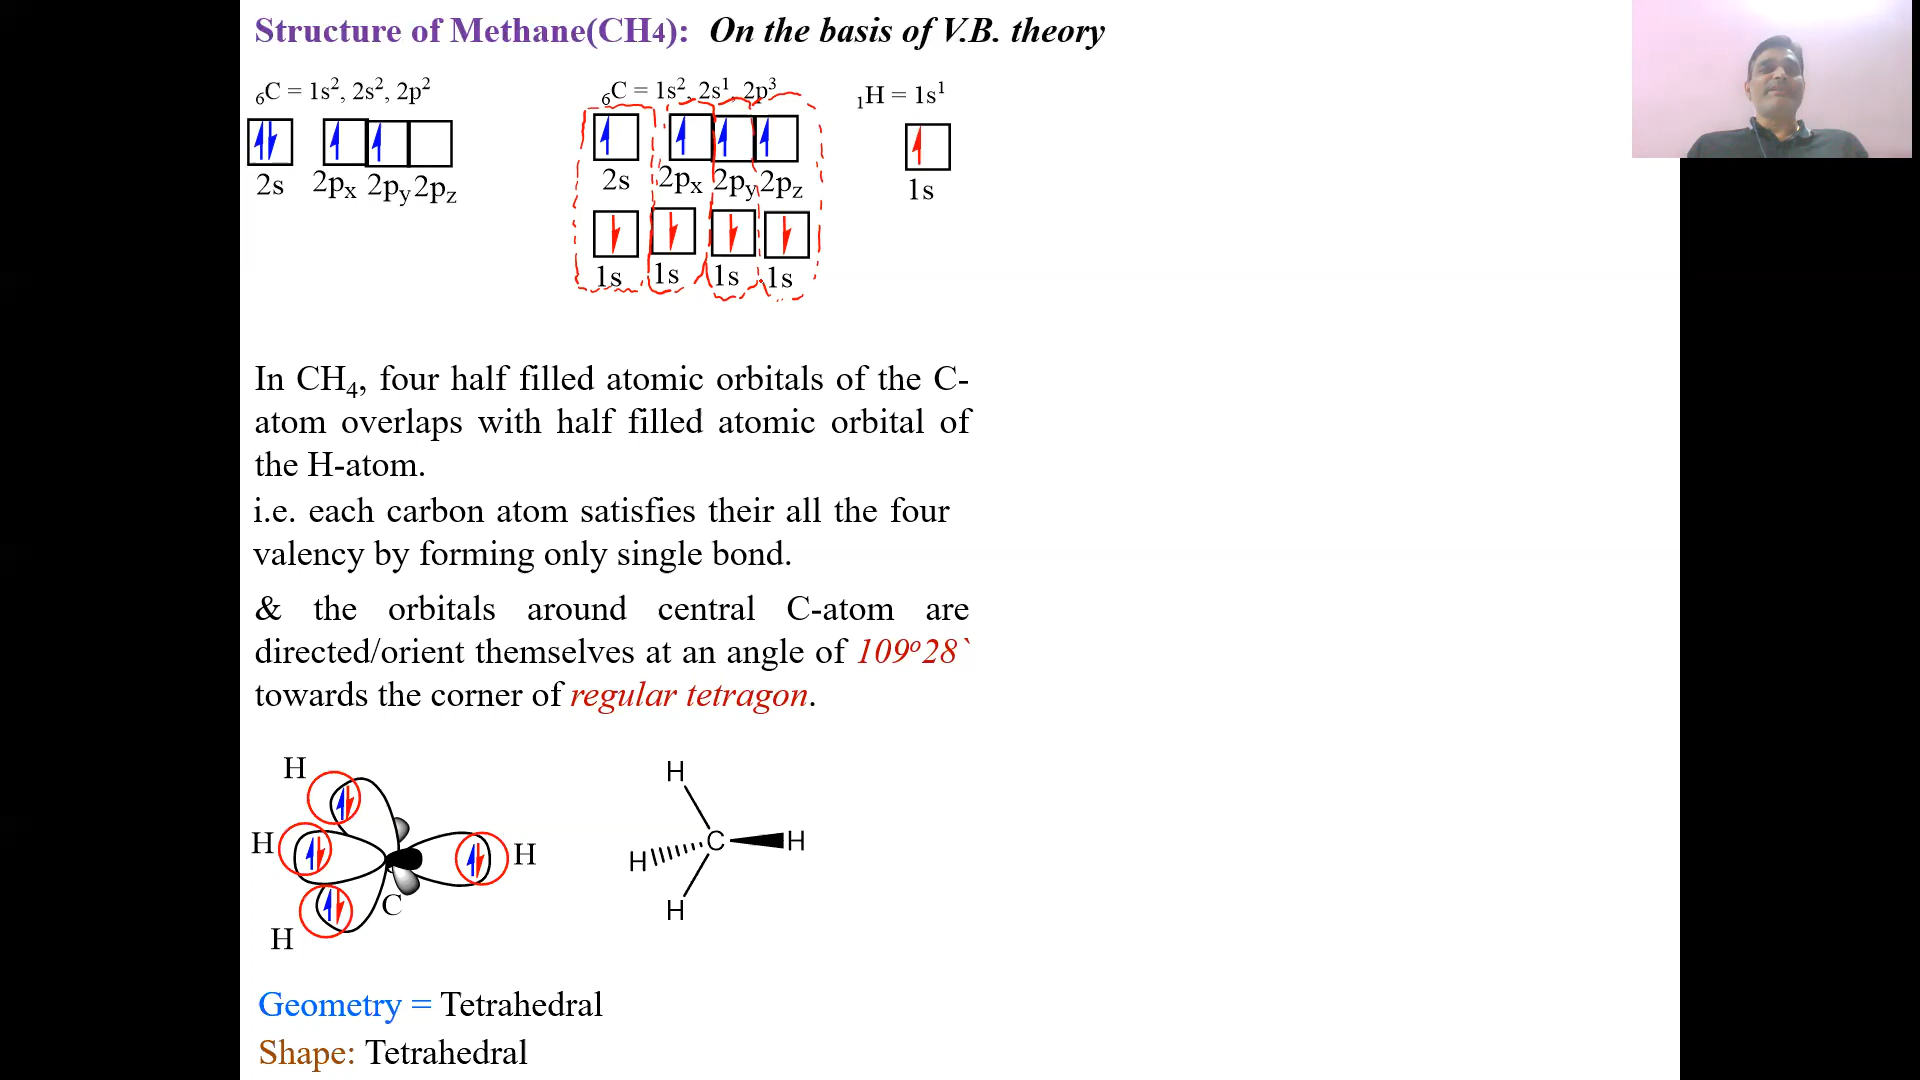 Structure of Methane(CH4): On the basis of V.B. theory
₆C = 1s², 2s², 2p²
₆C = 1s², 2s¹, 2p³
₁H = 1s¹
2s 2pₓ 2pᵧ 2p_z
2s 2pₓ 2pᵧ 2p_z
1s
1s 1s 1s 1s
In CH₄, four half filled atomic orbitals of the C-
atom overlaps with half filled atomic orbital of
the H-atom.
i.e. each carbon atom satisfies their all the four
valency by forming only single bond.
& the orbitals around central C-atom are
directed/orient themselves at an angle of 109º28`
towards the corner of regular tetragon.
H
H
H
C
H
H
H
C
H
H
Geometry = Tetrahedral
Shape: Tetrahedral